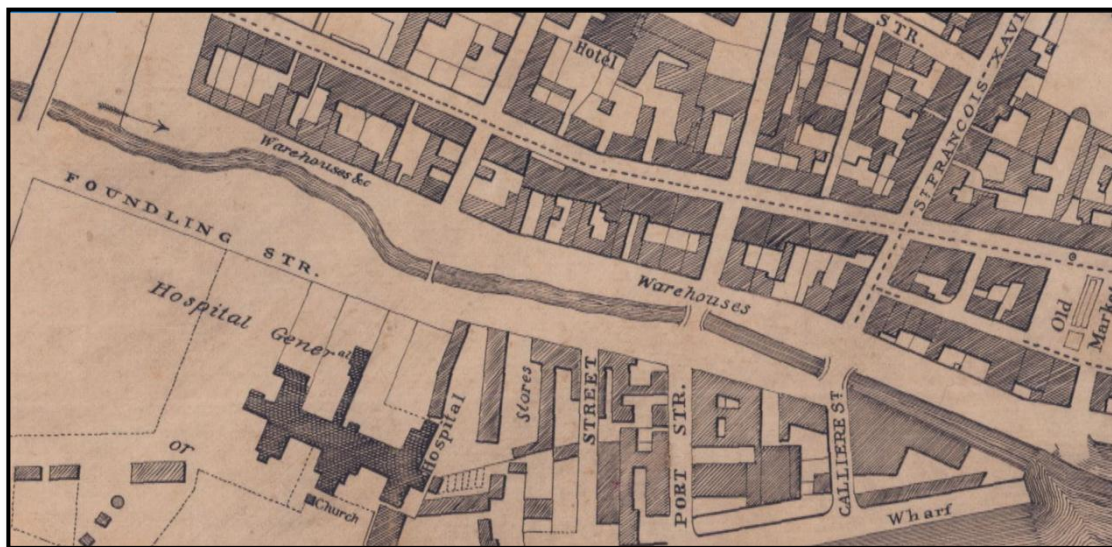 Hotel
STR.
ST FRANCOIS XAVI
Warehouses &c
FOUNDLING STR.
Hospital General
or
Warehouses
Old
Mark
Hospital
Stores
STREET
PORT STR.
CALLIERE ST
Church
Wharf